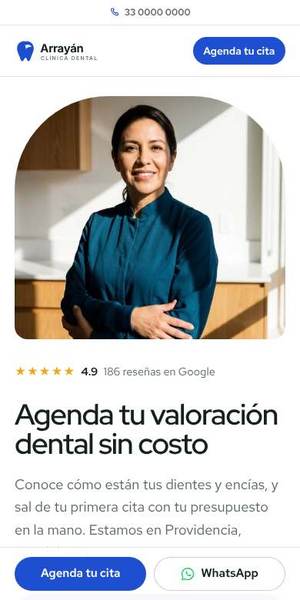 33 0000 0000
Arrayán
CLÍNICA DENTAL
Agenda tu cita
4.9 186 reseñas en Google
Agenda tu valoración
dental sin costo
Conoce cómo están tus dientes y encías, y
sal de tu primera cita con tu presupuesto
en la mano. Estamos en Providencia,
Agenda tu cita
WhatsApp